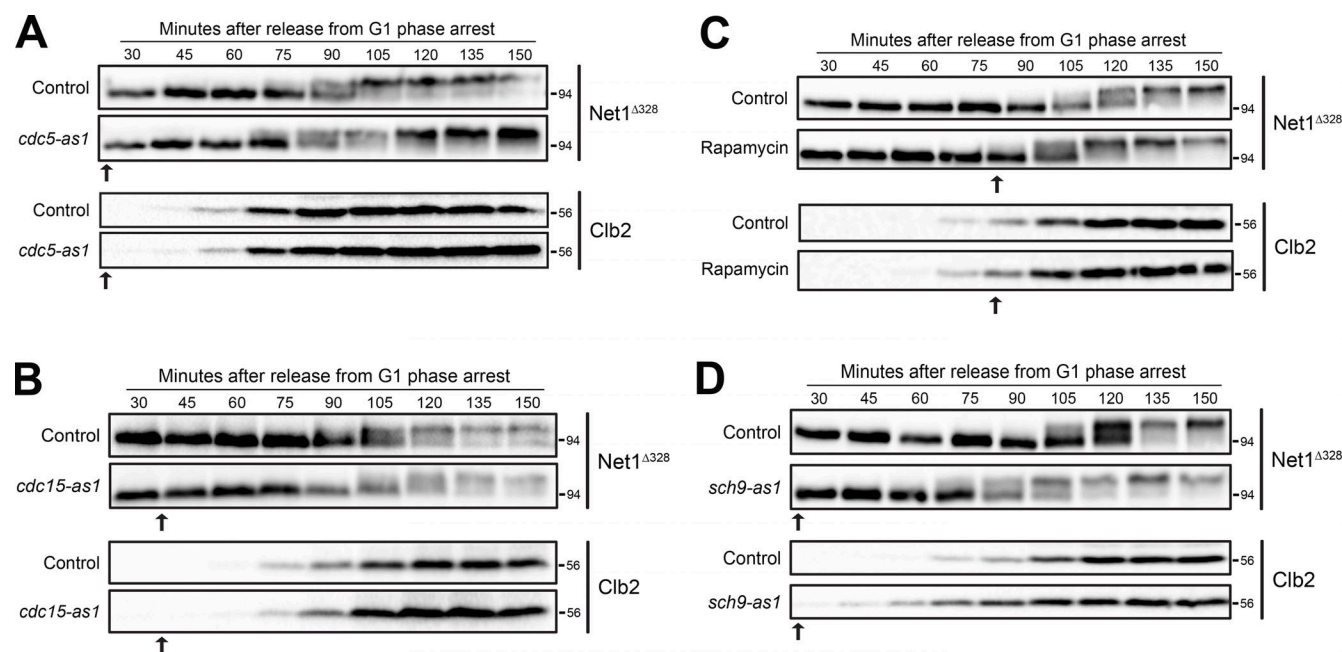 A
Minutes after release from G1 phase arrest
30 45 60 75 90 105 120 135 150
Control
-94
cdc5-as1
-94
Net1Δ328
Control
-56
cdc5-as1
-56
Clb2
B
Minutes after release from G1 phase arrest
30 45 60 75 90 105 120 135 150
Control
-94
cdc15-as1
-94
Net1Δ328
Control
-56
cdc15-as1
-56
Clb2
C
Minutes after release from G1 phase arrest
30 45 60 75 90 105 120 135 150
Control
-94
Rapamycin
-94
Net1Δ328
Control
-56
Rapamycin
-56
Clb2
D
Minutes after release from G1 phase arrest
30 45 60 75 90 105 120 135 150
Control
-94
sch9-as1
-94
Net1Δ328
Control
-56
sch9-as1
-56
Clb2